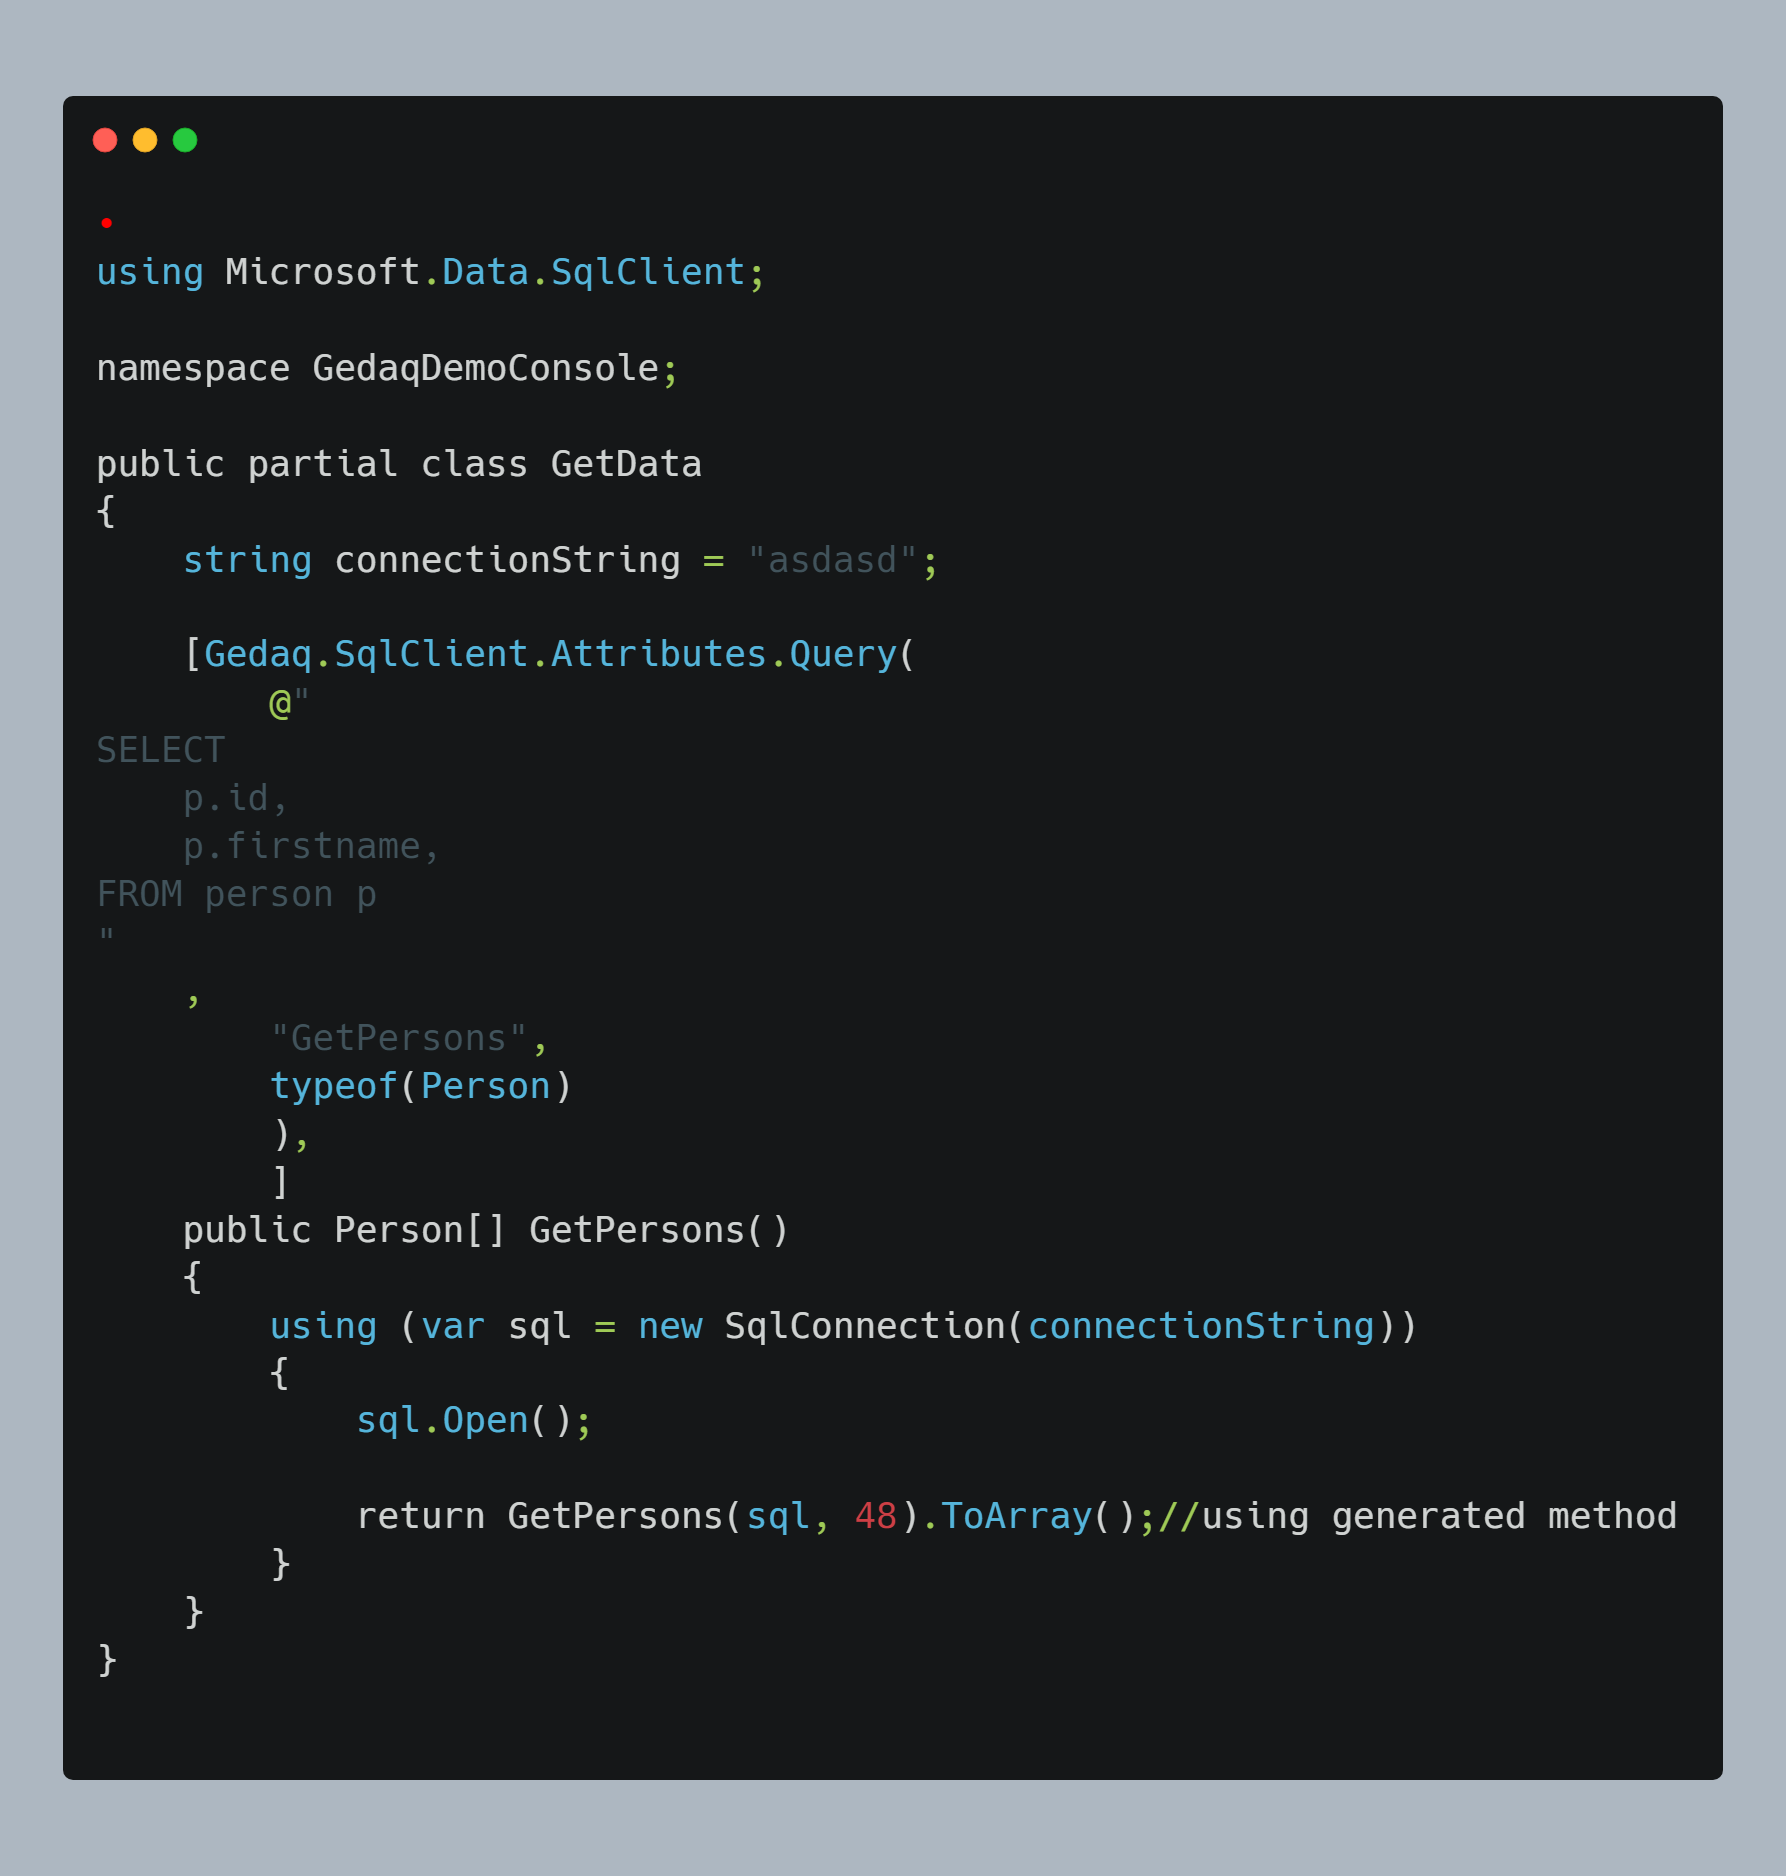 using Microsoft.Data.SqlClient;
namespace GedaqDemoConsole;
public partial class GetData
{
    string connectionString = "asdasd";
    [Gedaq.SqlClient.Attributes.Query(
        @"
SELECT
    p.id,
    p.firstname,
FROM person p
"
    ,
        "GetPersons",
        typeof(Person)
        ),
        ]
    public Person[] GetPersons()
    {
        using (var sql = new SqlConnection(connectionString))
        {
            sql.Open();
            return GetPersons(sql, 48).ToArray();//using generated method
        }
    }
}